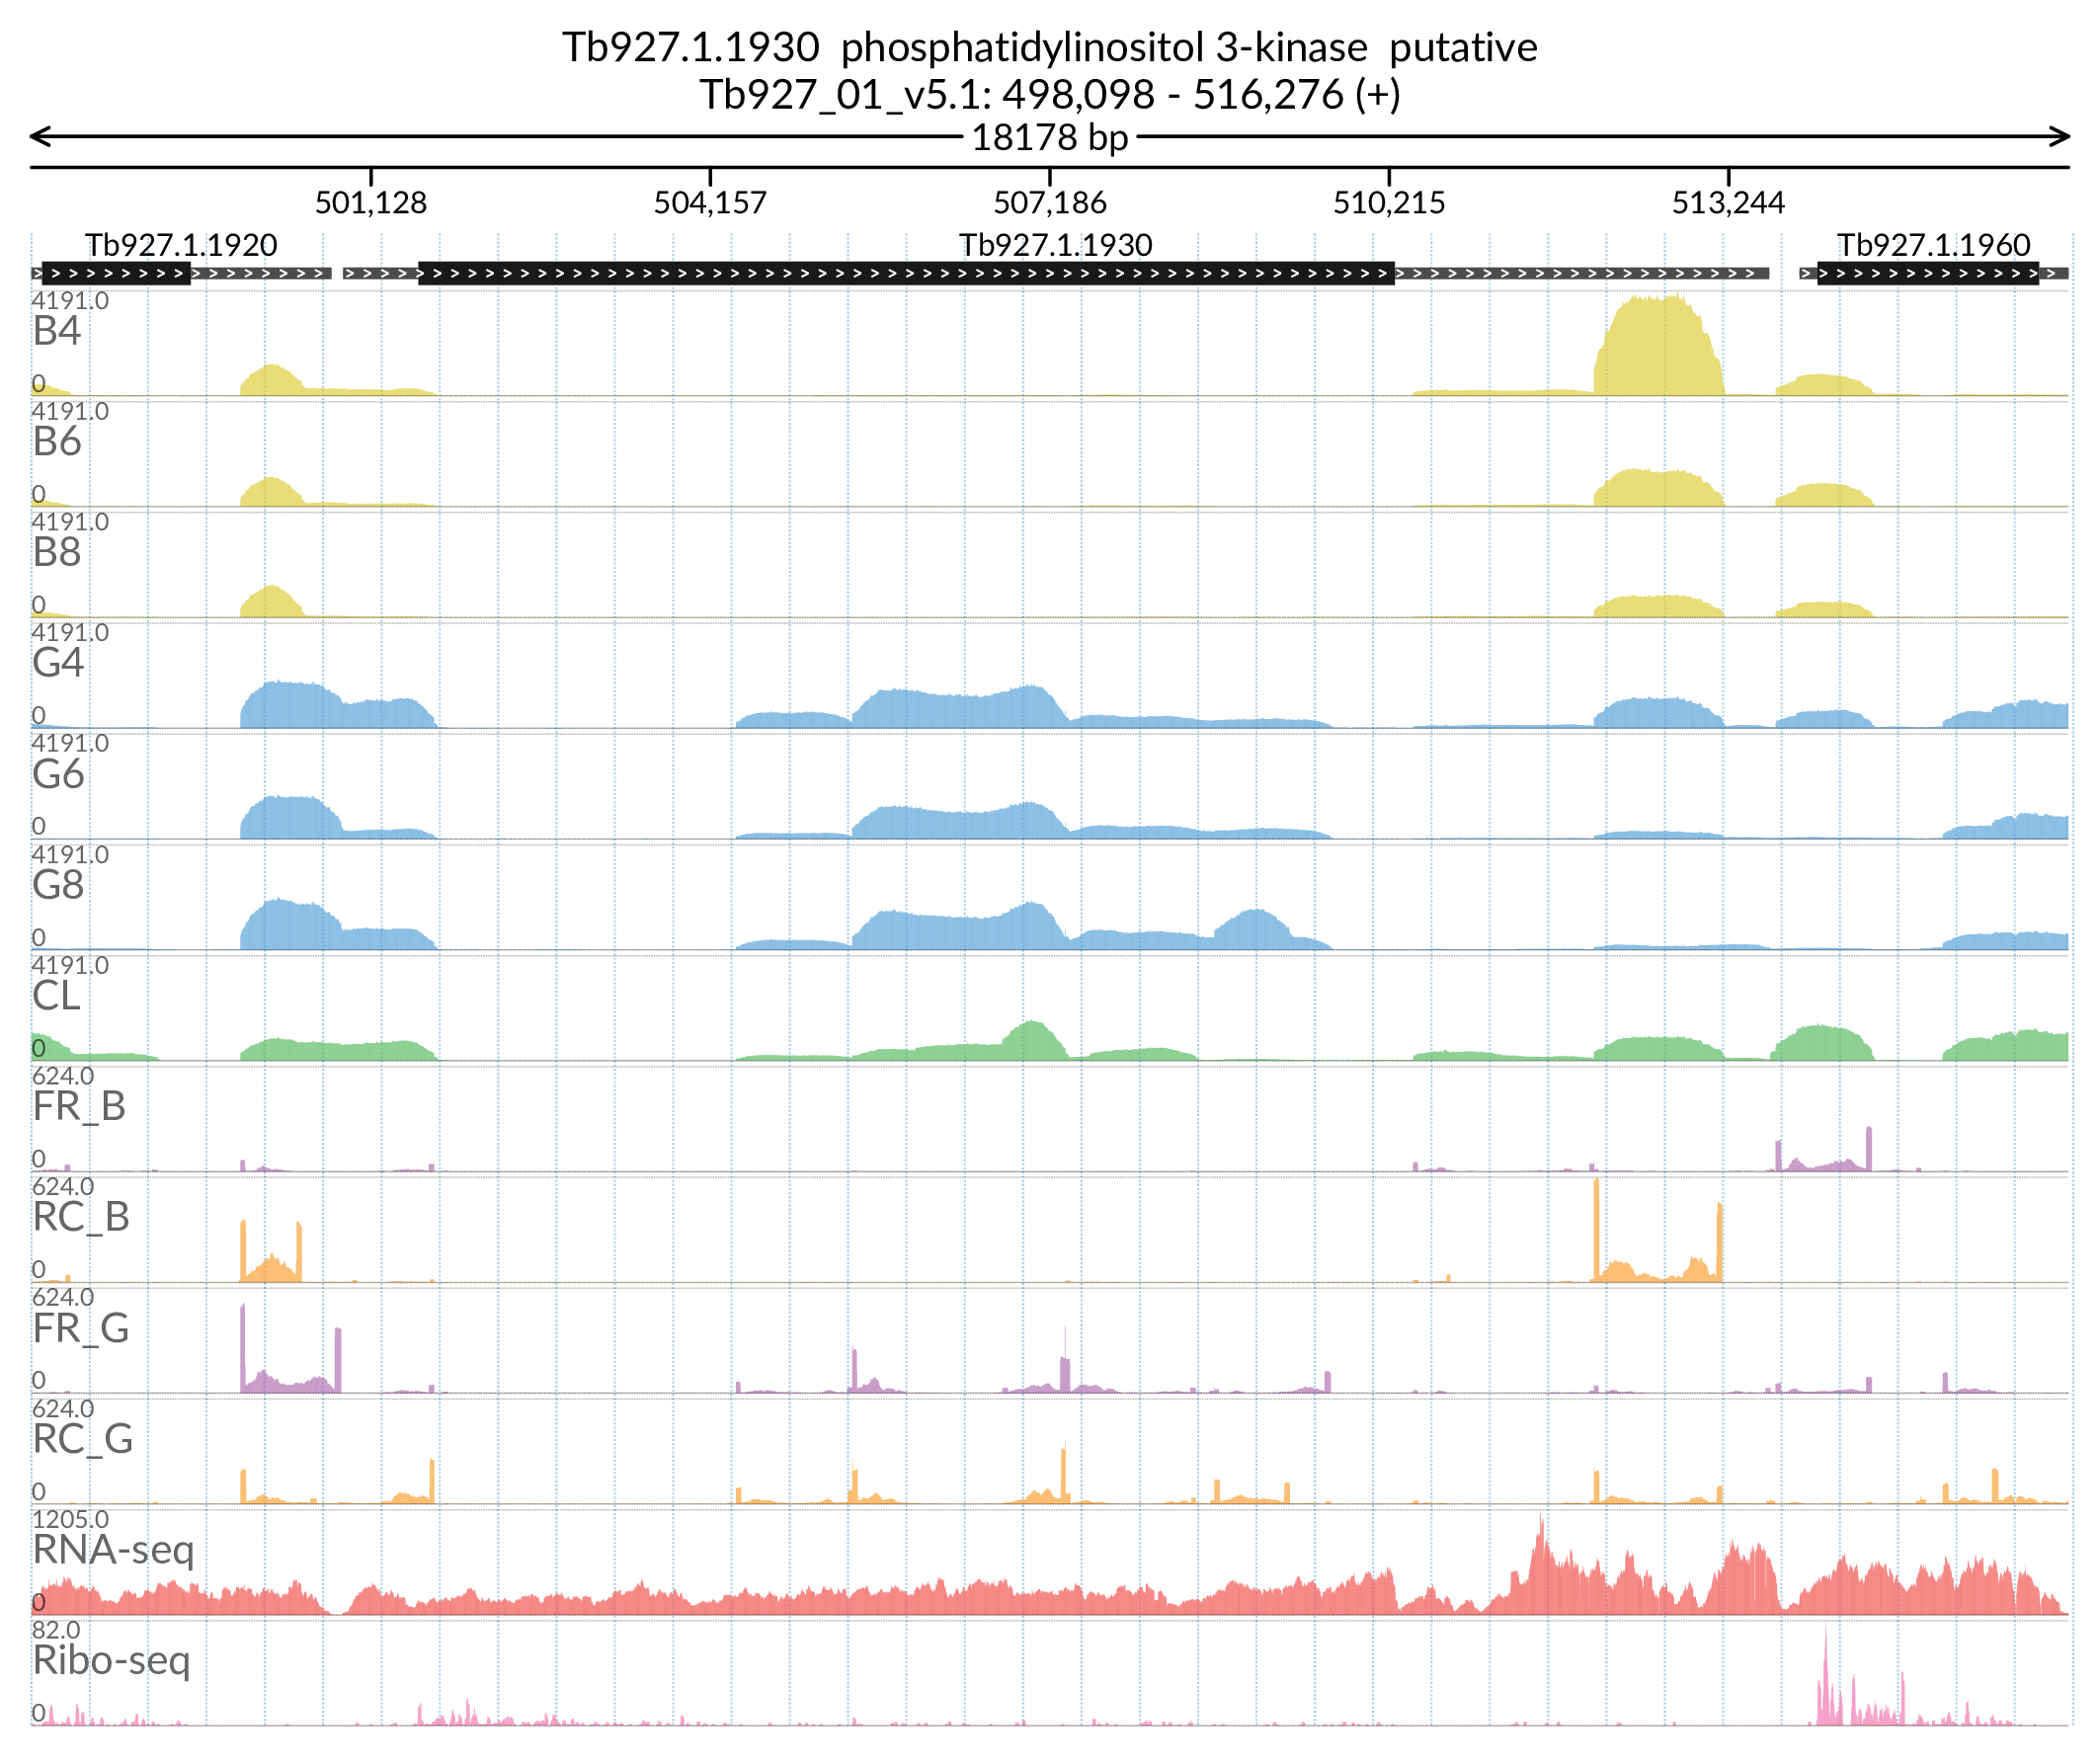 Tb927.1.1930 phosphatidylinositol 3-kinase putative
Tb927_01_v5.1: 498,098 - 516,276 (+)
18178 bp
501,128 504,157 507,186 510,215 513,244
Tb927.1.1920 Tb927.1.1930 Tb927.1.1960
4191.0
B4
0
4191.0
B6
0
4191.0
B8
0
4191.0
G4
0
4191.0
G6
0
4191.0
G8
0
4191.0
CL
0
624.0
FR_B
0
624.0
RC_B
0
624.0
FR_G
0
624.0
RC_G
0
1205.0
RNA-seq
0
82.0
Ribo-seq
0